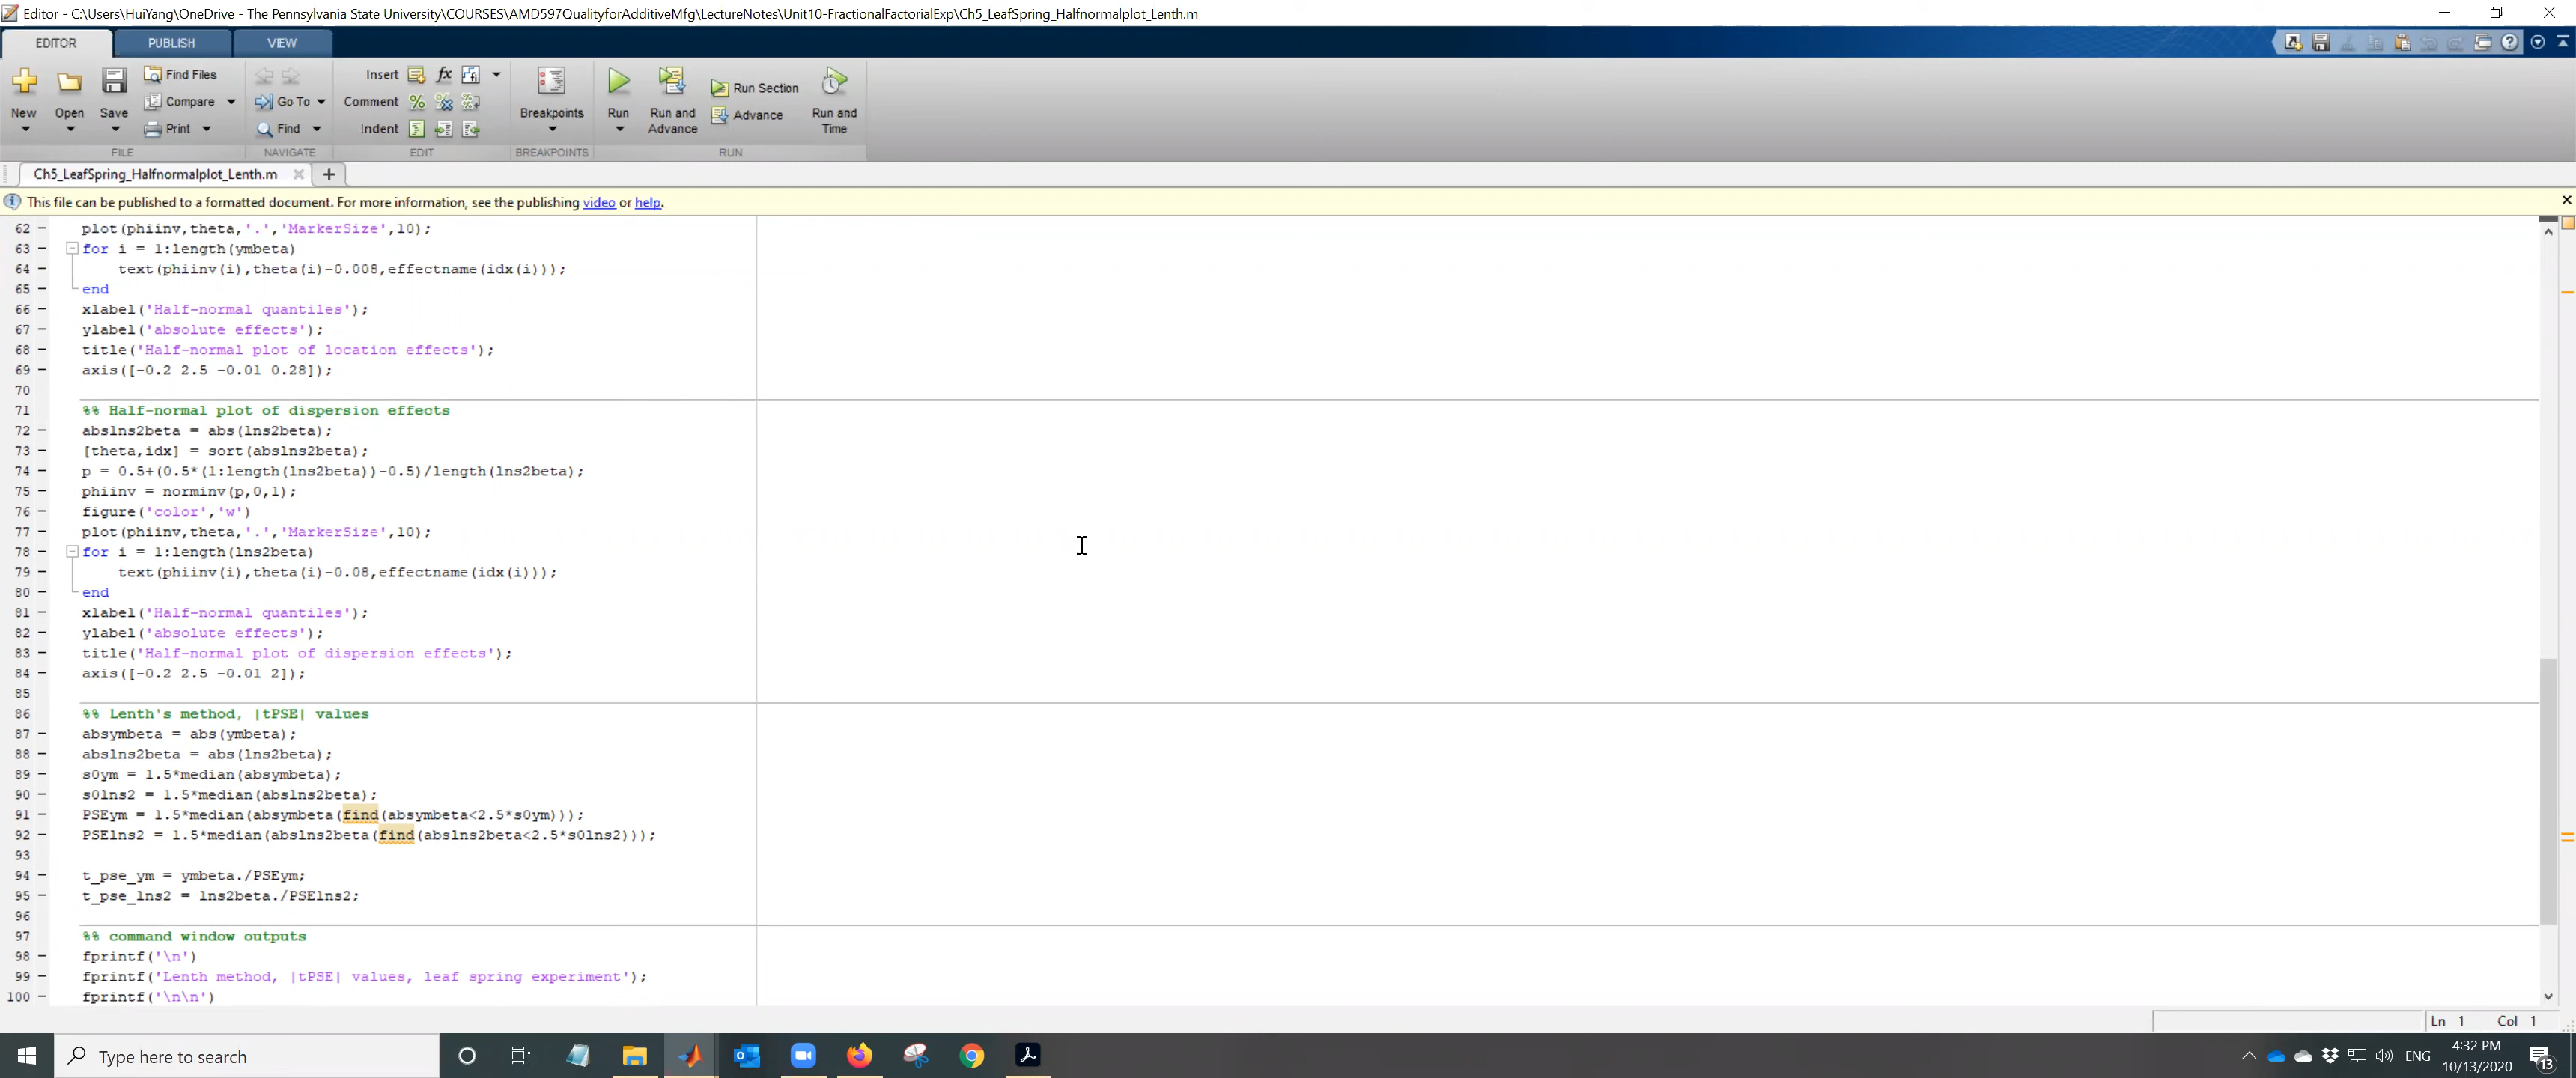 Editor - C:\Users\HuiYang\OneDrive - The Pennsylvania State University\COURSES\AMD597QualityforAdditiveMfg\LectureNotes\Unit10-FractionalFactorialExp\Ch5_LeafSpring_Halfnormalplot_Lenth.m
EDITOR PUBLISH VIEW
Find Files Insert fx Run Section
Compare Go To Comment
New Open Save Breakpoints Run Run and Advance Advance Run and Time
Print Find Indent
FILE NAVIGATE EDIT BREAKPOINTS RUN
Ch5_LeafSpring_Halfnormalplot_Lenth.m
This file can be published to a formatted document. For more information, see the publishing video or help.
62 - plot(phiinv,theta,'.','MarkerSize',10);
63 - for i = 1:length(ymbeta)
64 - text(phiinv(i),theta(i)-0.008,effectname(idx(i)));
65 - end
66 - xlabel('Half-normal quantiles');
67 - ylabel('absolute effects');
68 - title('Half-normal plot of location effects');
69 - axis([-0.2 2.5 -0.01 0.28]);
70
71 %% Half-normal plot of dispersion effects
72 - abslns2beta = abs(lns2beta);
73 - [theta,idx] = sort(abslns2beta);
74 - p = 0.5+(0.5*(1:length(lns2beta))-0.5)/length(lns2beta);
75 - phiinv = norminv(p,0,1);
76 - figure('color','w')
77 - plot(phiinv,theta,'.','MarkerSize',10);
78 - for i = 1:length(lns2beta)
79 - text(phiinv(i),theta(i)-0.08,effectname(idx(i)));
80 - end
81 - xlabel('Half-normal quantiles');
82 - ylabel('absolute effects');
83 - title('Half-normal plot of dispersion effects');
84 - axis([-0.2 2.5 -0.01 2]);
85
86 %% Lenth's method, |tPSE| values
87 - absymbeta = abs(ymbeta);
88 - abslns2beta = abs(lns2beta);
89 - s0ym = 1.5*median(absymbeta);
90 - s0lns2 = 1.5*median(abslns2beta);
91 - PSEym = 1.5*median(absymbeta(find(absymbeta<2.5*s0ym)));
92 - PSElns2 = 1.5*median(abslns2beta(find(abslns2beta<2.5*s0lns2)));
93
94 - t_pse_ym = ymbeta./PSEym;
95 - t_pse_lns2 = lns2beta./PSElns2;
96
97 %% command window outputs
98 - fprintf('\n')
99 - fprintf('Lenth method, |tPSE| values, leaf spring experiment');
100 - fprintf('\n\n')
Ln 1 Col 1
Type here to search
ENG
4:32 PM
10/13/2020
13